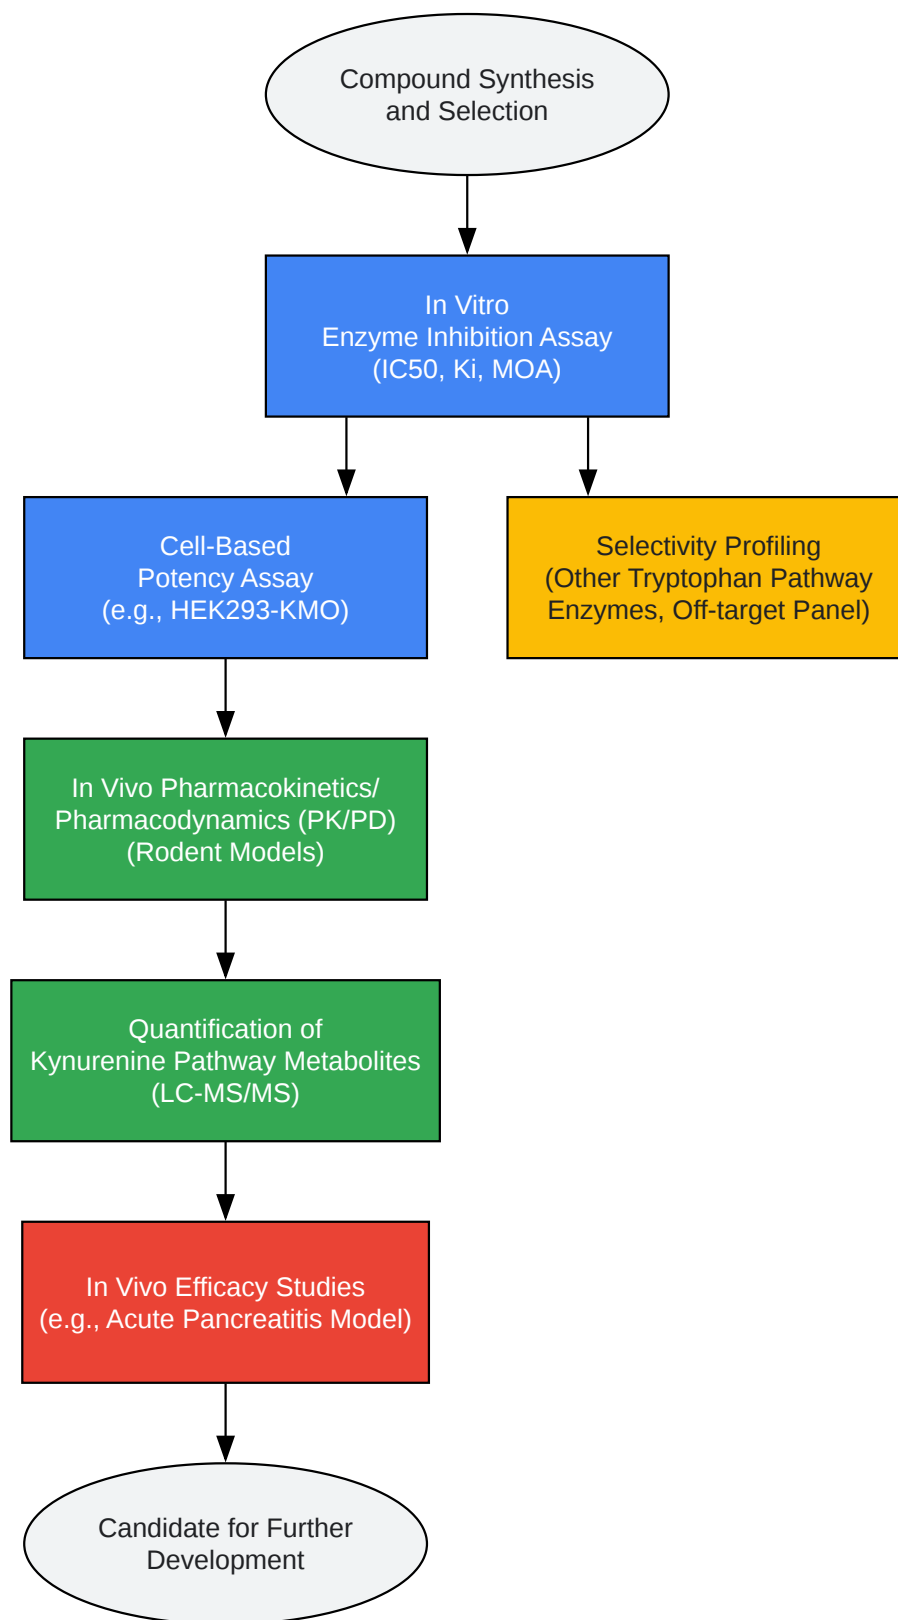 Compound Synthesis
and Selection
In Vitro
Enzyme Inhibition Assay
(IC50, Ki, MOA)
Cell-Based
Potency Assay
(e.g., HEK293-KMO)
Selectivity Profiling
(Other Tryptophan Pathway
Enzymes, Off-target Panel)
In Vivo Pharmacokinetics/
Pharmacodynamics (PK/PD)
(Rodent Models)
Quantification of
Kynurenine Pathway Metabolites
(LC-MS/MS)
In Vivo Efficacy Studies
(e.g., Acute Pancreatitis Model)
Candidate for Further
Development